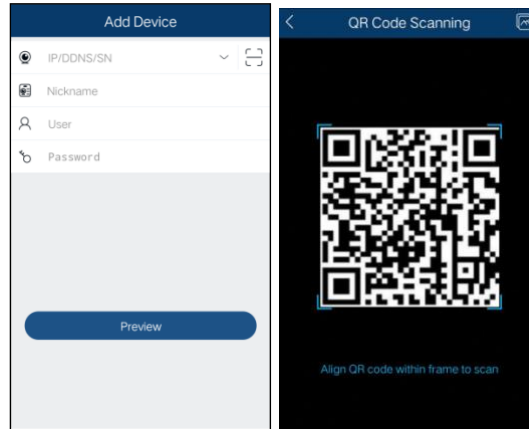 Add Device
IP/DDNS/SN
Nickname
User
Password
Preview
QR Code Scanning
Align QR code within frame to scan